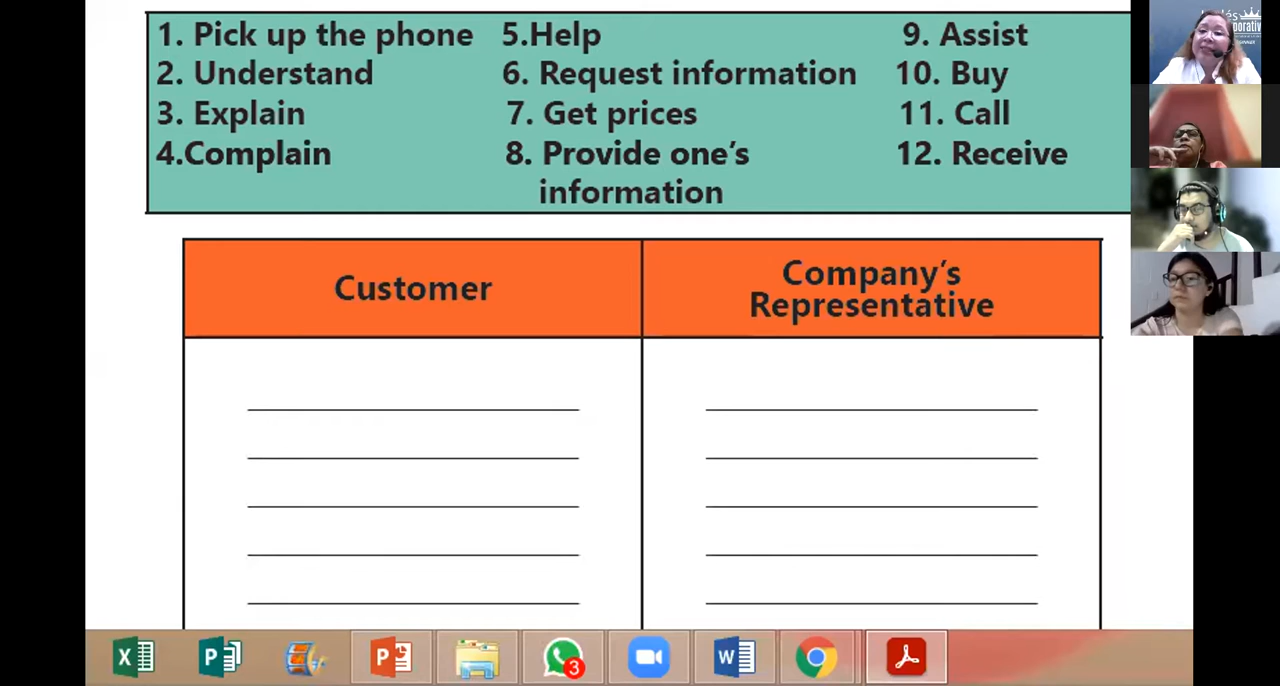 1. Pick up the phone
2. Understand
3. Explain
4.Complain
5.Help
6. Request information
7. Get prices
8. Provide one's
information
9. Assist
10. Buy
11. Call
12. Receive
Customer
Company's
Representative
3